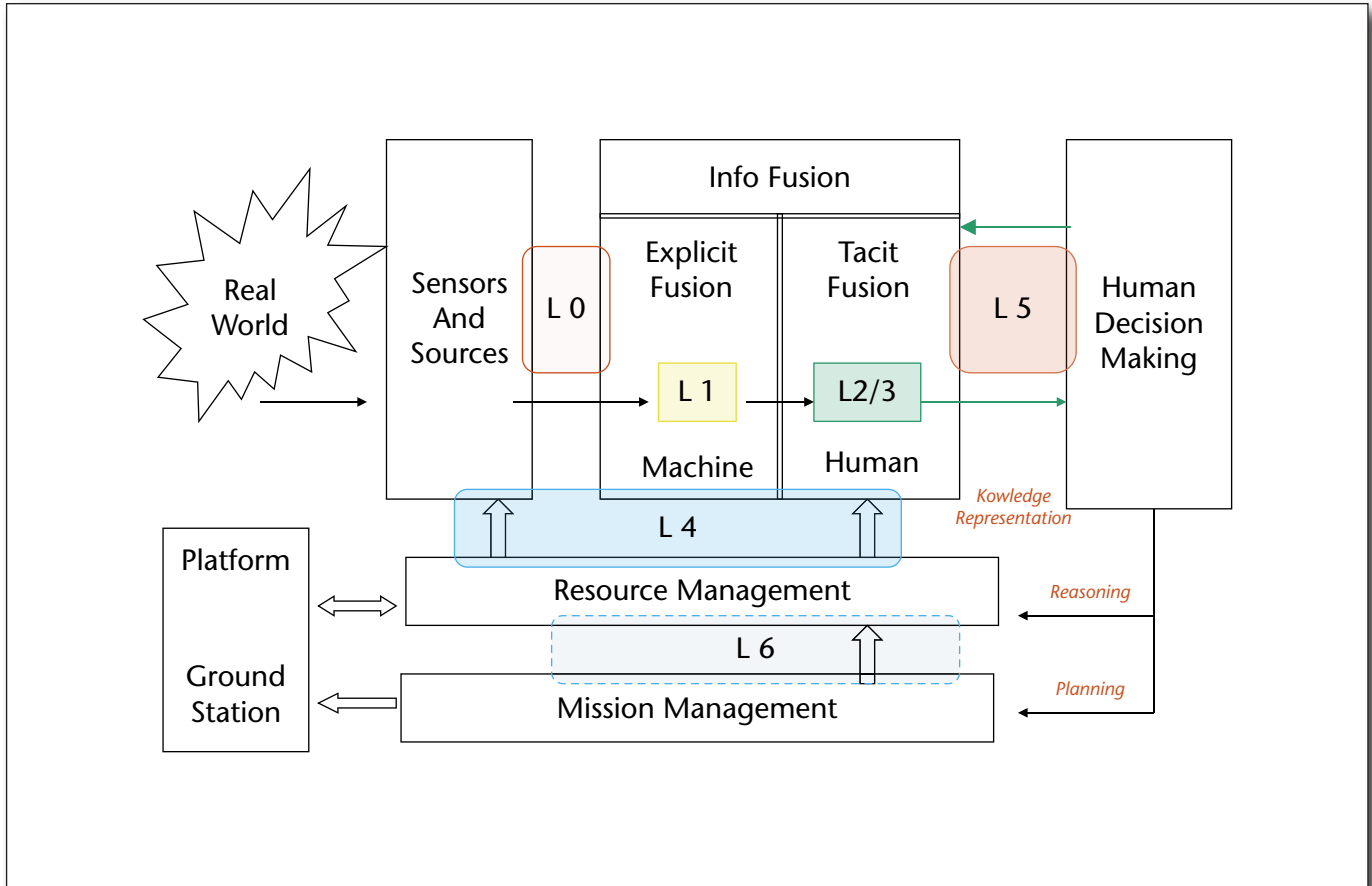 Info Fusion
Real
World
Sensors
And
Sources
L 0
Explicit
Fusion
Tacit
Fusion
L 5
Human
Decision
Making
L 1
L2/3
Machine
Human
Kowledge
Representation
L 4
Platform
Ground
Station
Resource Management
Reasoning
L 6
Mission Management
Planning